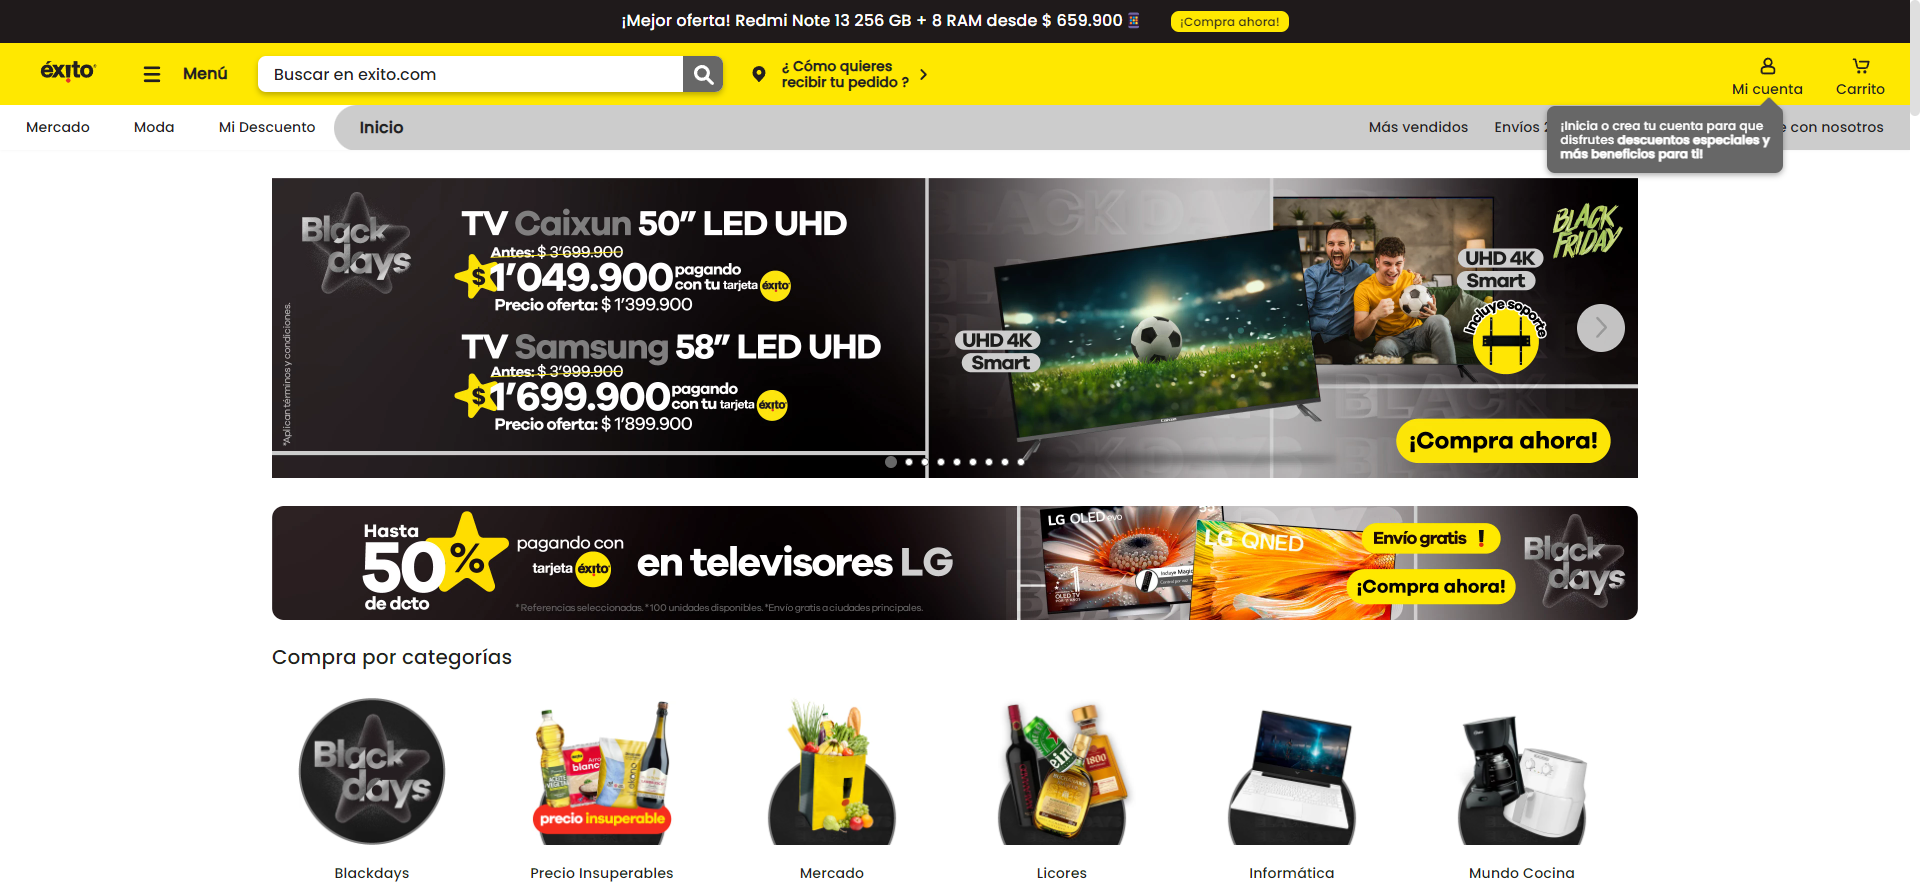 ¡Mejor oferta! Redmi Note 13 256 GB + 8 RAM desde $ 659.900
¡Compra ahora!
éxito
Menú
Buscar en exito.com
¿ Cómo quieres
recibir tu pedido ?
Mi cuenta
Carrito
Mercado
Moda
Mi Descuento
Inicio
Más vendidos
Envíos
e con nosotros
¡Inicia o crea tu cuenta para que
disfrutes descuentos especiales y
más beneficios para ti!
Black
days
*Aplican términos y condiciones.
TV Caixun 50” LED UHD
Antes: $ 3’699.900
$1’049.900 pagando
con tu tarjeta éxito
Precio oferta: $ 1’399.900
TV Samsung 58” LED UHD
Antes: $ 3’999.900
$1’699.900 pagando
con tu tarjeta éxito
Precio oferta: $ 1’899.900
UHD 4K
Smart
BLACK
FRIDAY
UHD 4K
Smart
Incluye soporte
¡Compra ahora!
Hasta
50%
de dcto
pagando con
tarjeta éxito
en televisores LG
*Referencias seleccionadas. *100 unidades disponibles. *Envío gratis a ciudades principales.
LG OLED evo
LG QNED
Envío gratis !
¡Compra ahora!
Black
days
Compra por categorías
Black
days
precio insuperable
1800
Blackdays
Precio Insuperables
Mercado
Licores
Informática
Mundo Cocina